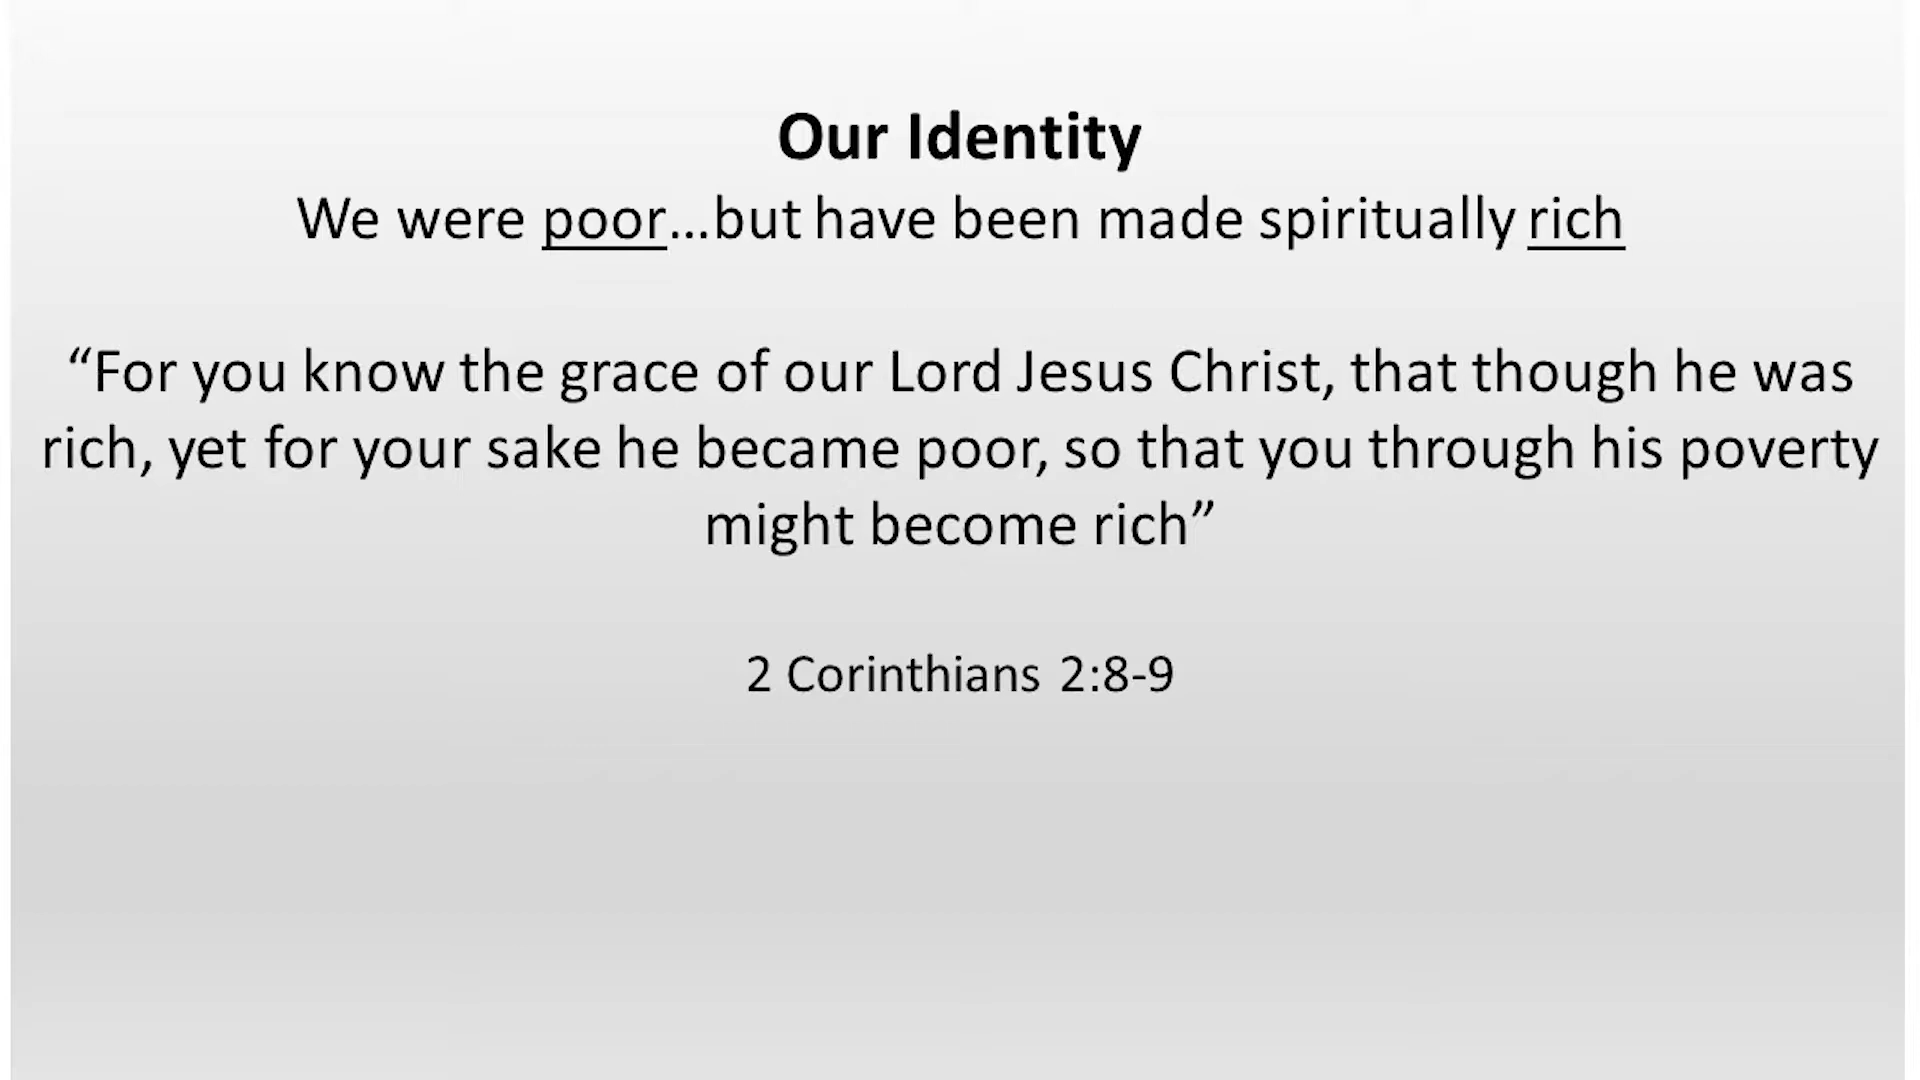 Our Identity
We were poor...but have been made spiritually rich
“For you know the grace of our Lord Jesus Christ, that though he was
rich, yet for your sake he became poor, so that you through his poverty
might become rich”
2 Corinthians 2:8-9